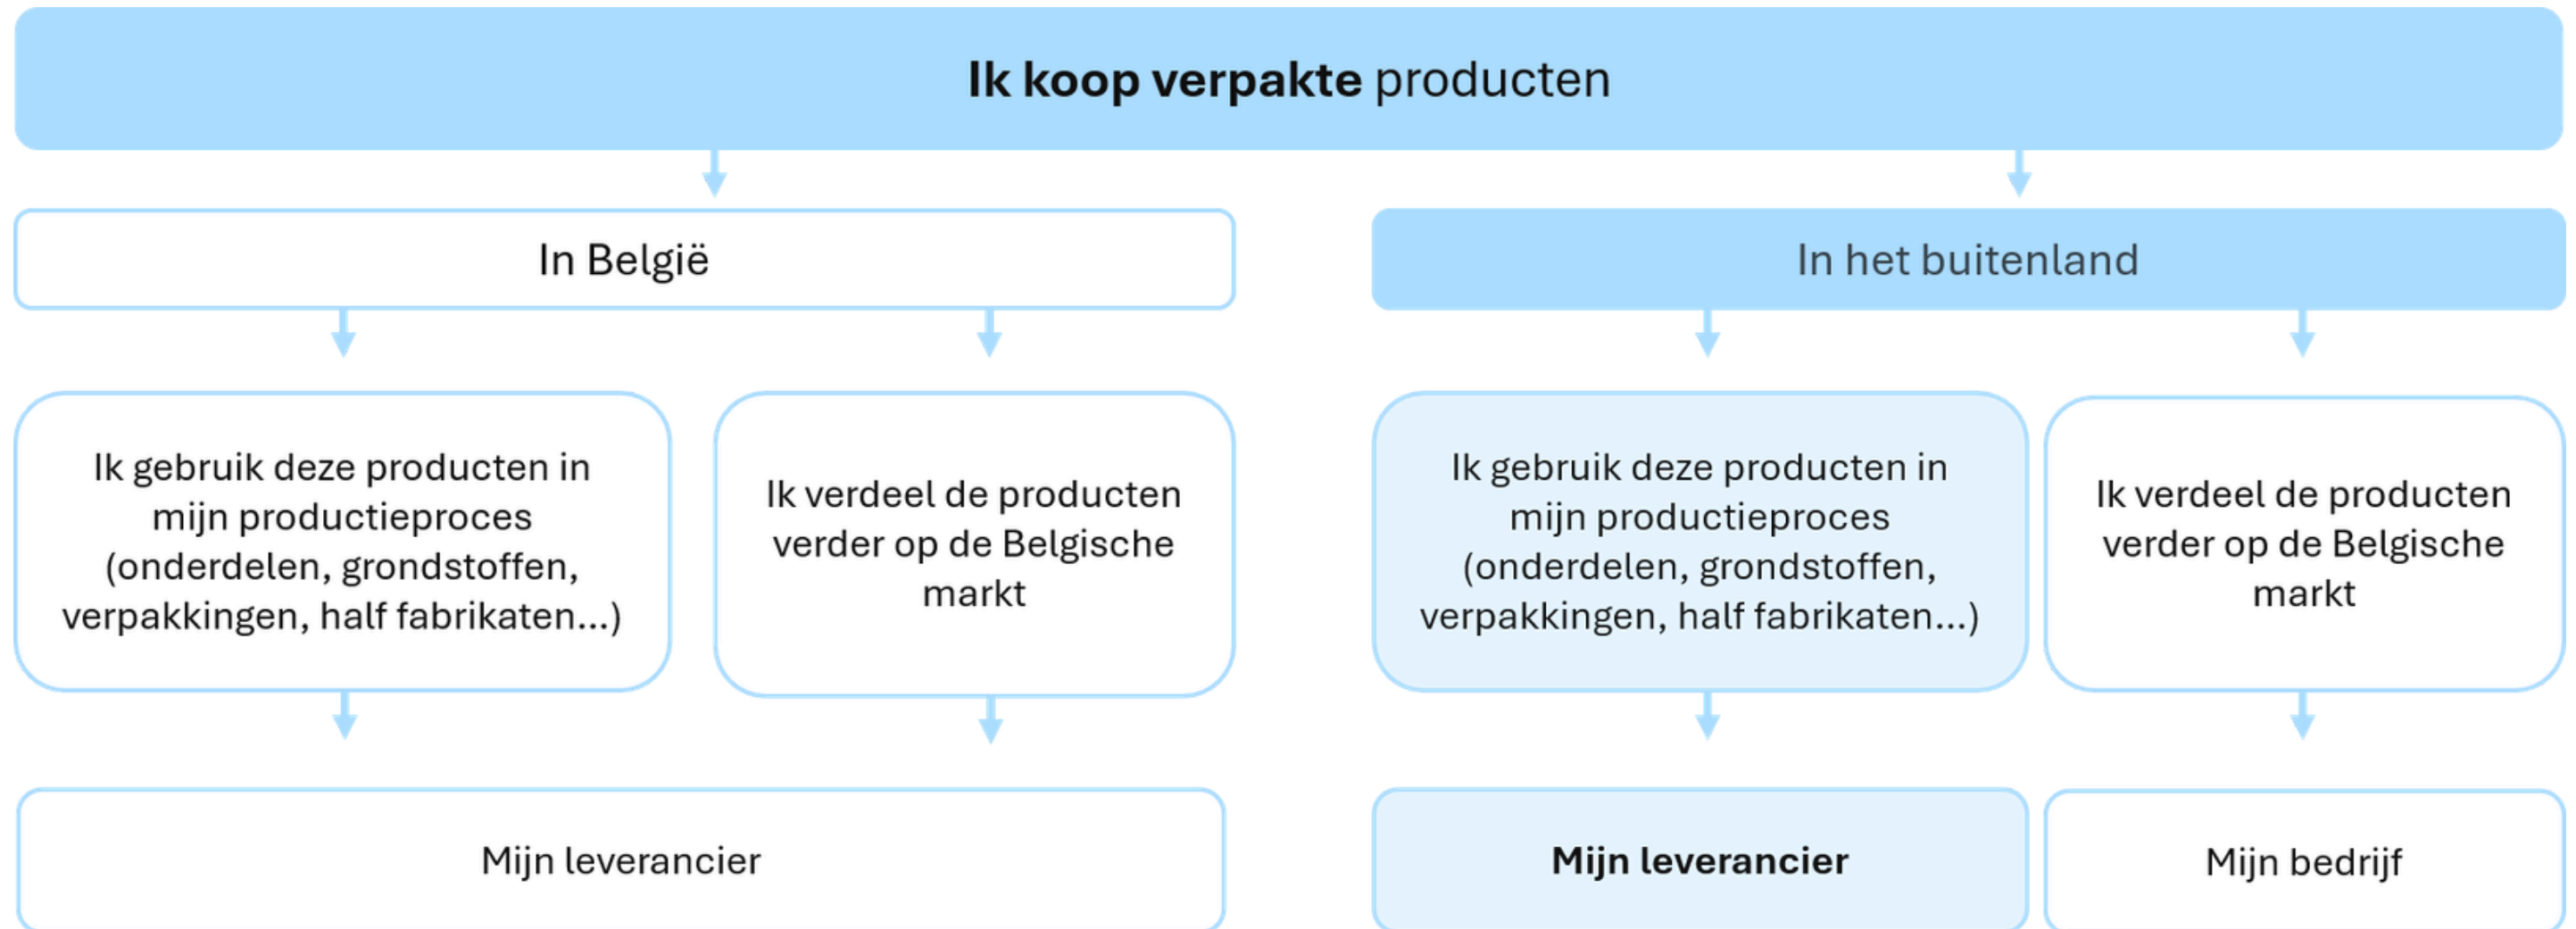 Ik koop verpakte producten
In België
In het buitenland
Ik gebruik deze producten in
mijn productieproces
(onderdelen, grondstoffen,
verpakkingen, half fabrikaten...)
Ik verdeel de producten
verder op de Belgische
markt
Ik gebruik deze producten in
mijn productieproces
(onderdelen, grondstoffen,
verpakkingen, half fabrikaten...)
Ik verdeel de producten
verder op de Belgische
markt
Mijn leverancier
Mijn leverancier
Mijn bedrijf